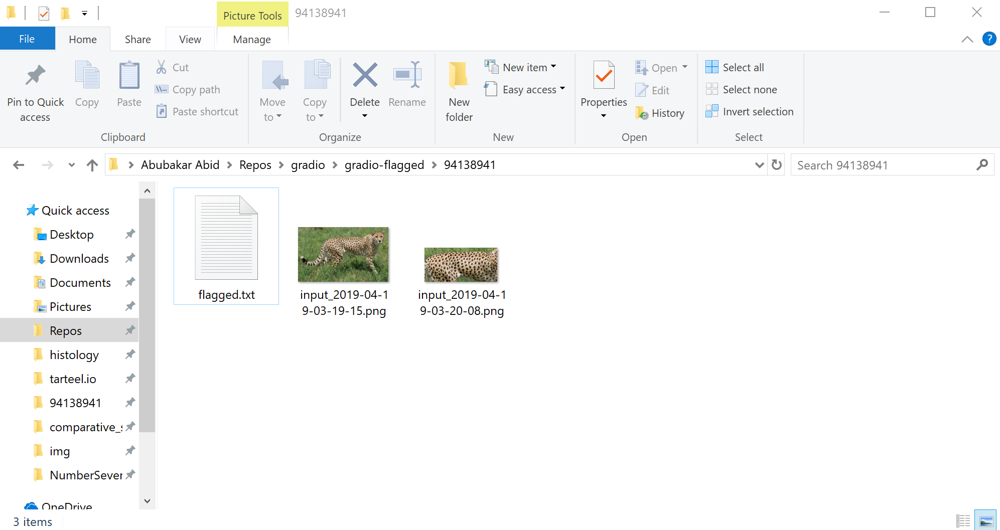 Picture Tools
94138941
File
Home
Share
View
Manage
?
Pin to Quick
access
Copy
Paste
Cut
Copy path
Paste shortcut
Clipboard
Move
to
Copy
to
Delete
Rename
Organize
New
folder
New item
Easy access
New
Properties
Open
Edit
History
Open
Select all
Select none
Invert selection
Select
Abubakar Abid > Repos > gradio > gradio-flagged > 94138941
Search 94138941
Quick access
Desktop
Downloads
Documents
Pictures
Repos
histology
tarteel.io
94138941
comparative_s
img
NumberSever
OneDrive
flagged.txt
input_2019-04-1
9-03-19-15.png
input_2019-04-1
9-03-20-08.png
3 items